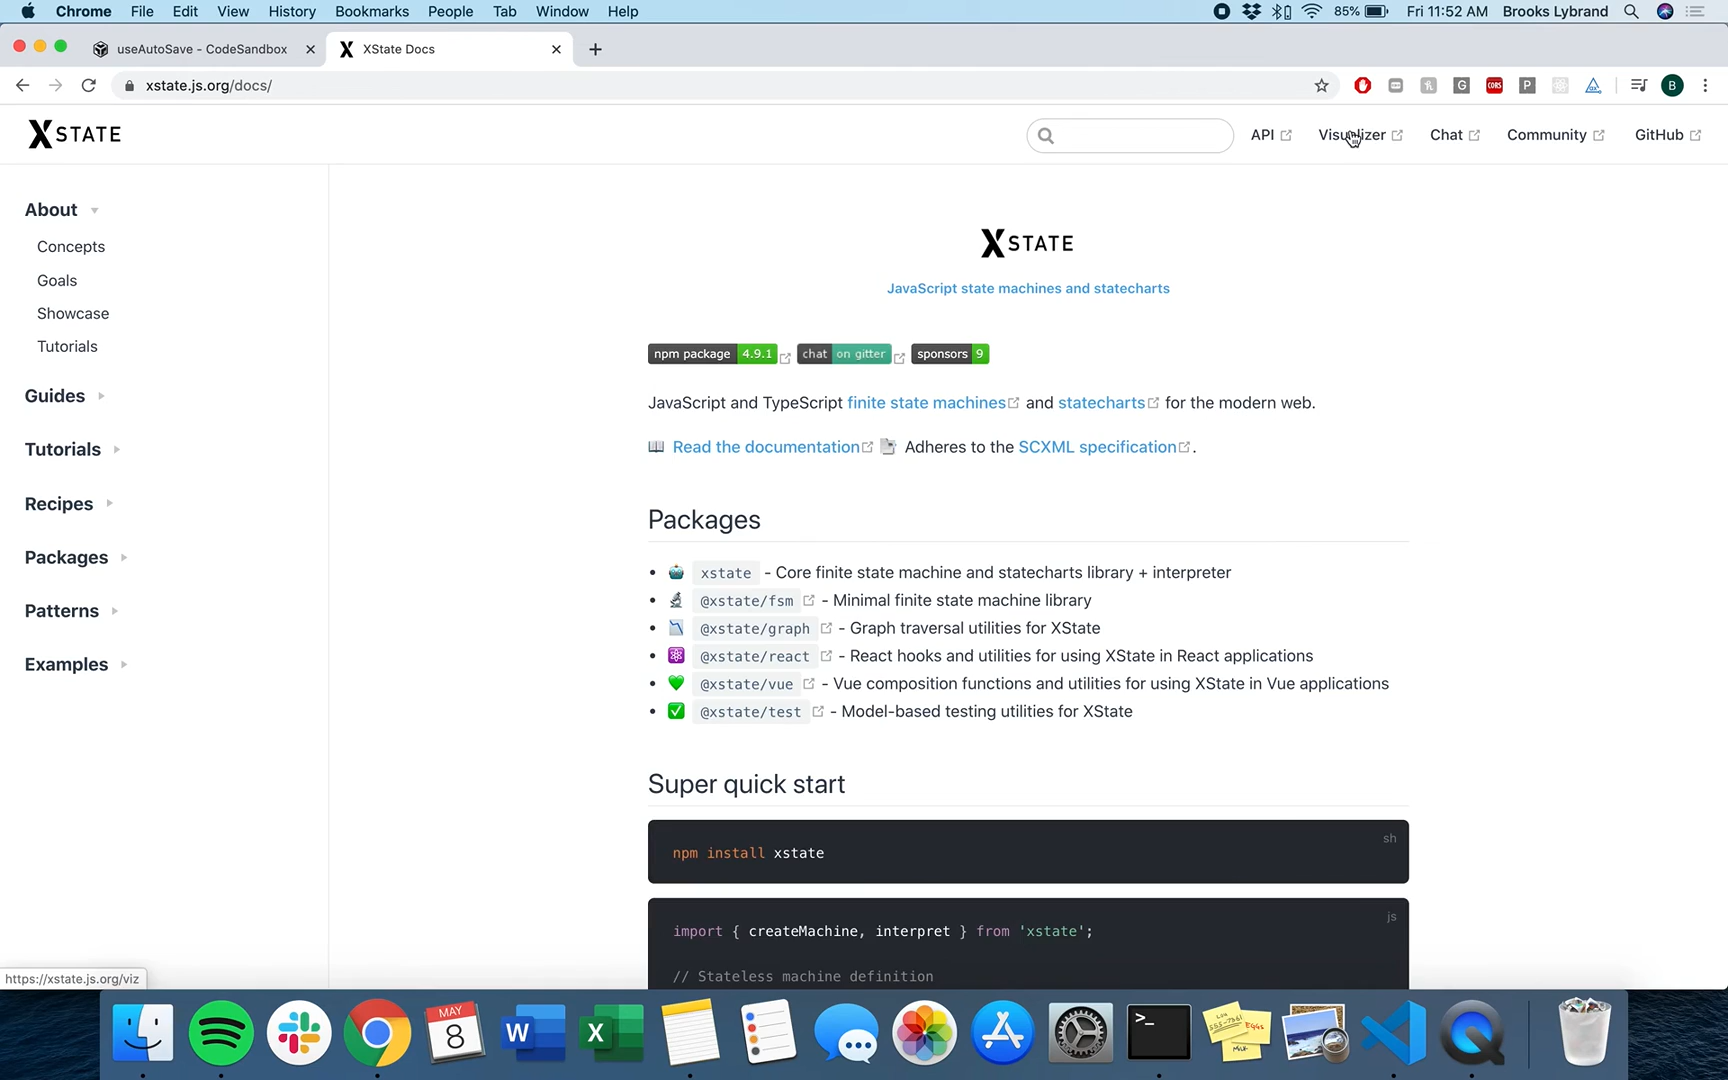 Chrome File Edit View History Bookmarks People Tab Window Help 85% Fri 11:52 AM Brooks Lybrand
useAutoSave - CodeSandbox XState Docs
xstate.js.org/docs/
XSTATE API Visualizer Chat Community GitHub
About
Concepts
Goals
Showcase
Tutorials
Guides
Tutorials
Recipes
Packages
Patterns
Examples
XSTATE
JavaScript state machines and statecharts
npm package 4.9.1 chat on gitter sponsors 9
JavaScript and TypeScript finite state machines and statecharts for the modern web.
Read the documentation Adheres to the SCXML specification.
Packages
• xstate - Core finite state machine and statecharts library + interpreter
• @xstate/fsm - Minimal finite state machine library
• @xstate/graph - Graph traversal utilities for XState
• @xstate/react - React hooks and utilities for using XState in React applications
• @xstate/vue - Vue composition functions and utilities for using XState in Vue applications
• @xstate/test - Model-based testing utilities for XState
Super quick start
sh
npm install xstate
js
import { createMachine, interpret } from 'xstate';
// Stateless machine definition
https://xstate.js.org/viz
MAY
8